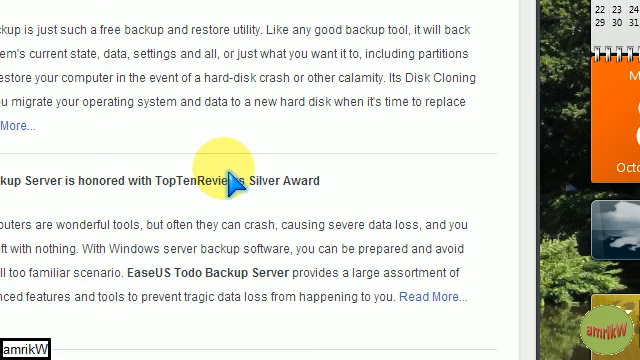 kup is just such a free backup and restore utility. Like any good backup tool, it will back
em's current state, data, settings and all, or just what you want it to, including partitions
estore your computer in the event of a hard-disk crash or other calamity. Its Disk Cloning
ou migrate your operating system and data to a new hard disk when it's time to replace
More...
kup Server is honored with TopTenReviews Silver Award
puters are wonderful tools, but often they can crash, causing severe data loss, and you
ft with nothing. With Windows server backup software, you can be prepared and avoid
ll too familiar scenario. EaseUS Todo Backup Server provides a large assortment of
nced features and tools to prevent tragic data loss from happening to you. Read More...
amrikW
22 23 24
29 30 31
M
Octo
amrikW